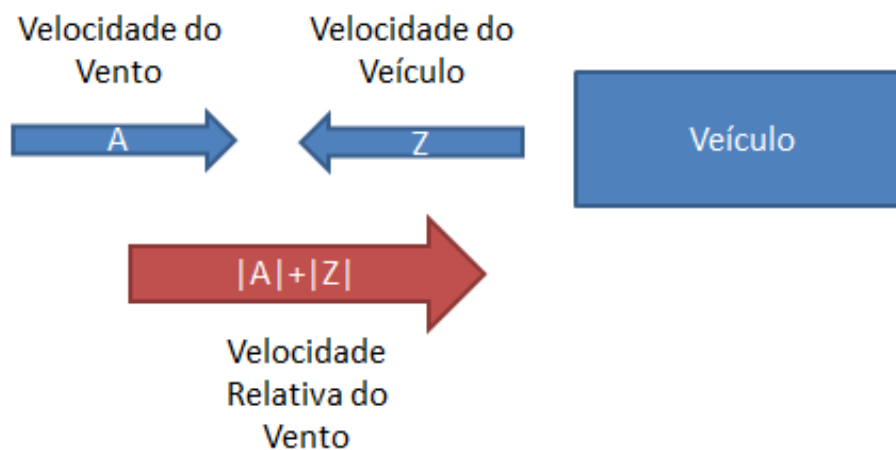 Velocidade do
Vento
Velocidade do
Veículo
A
Z
Veículo
|A|+|Z|
Velocidade
Relativa do
Vento